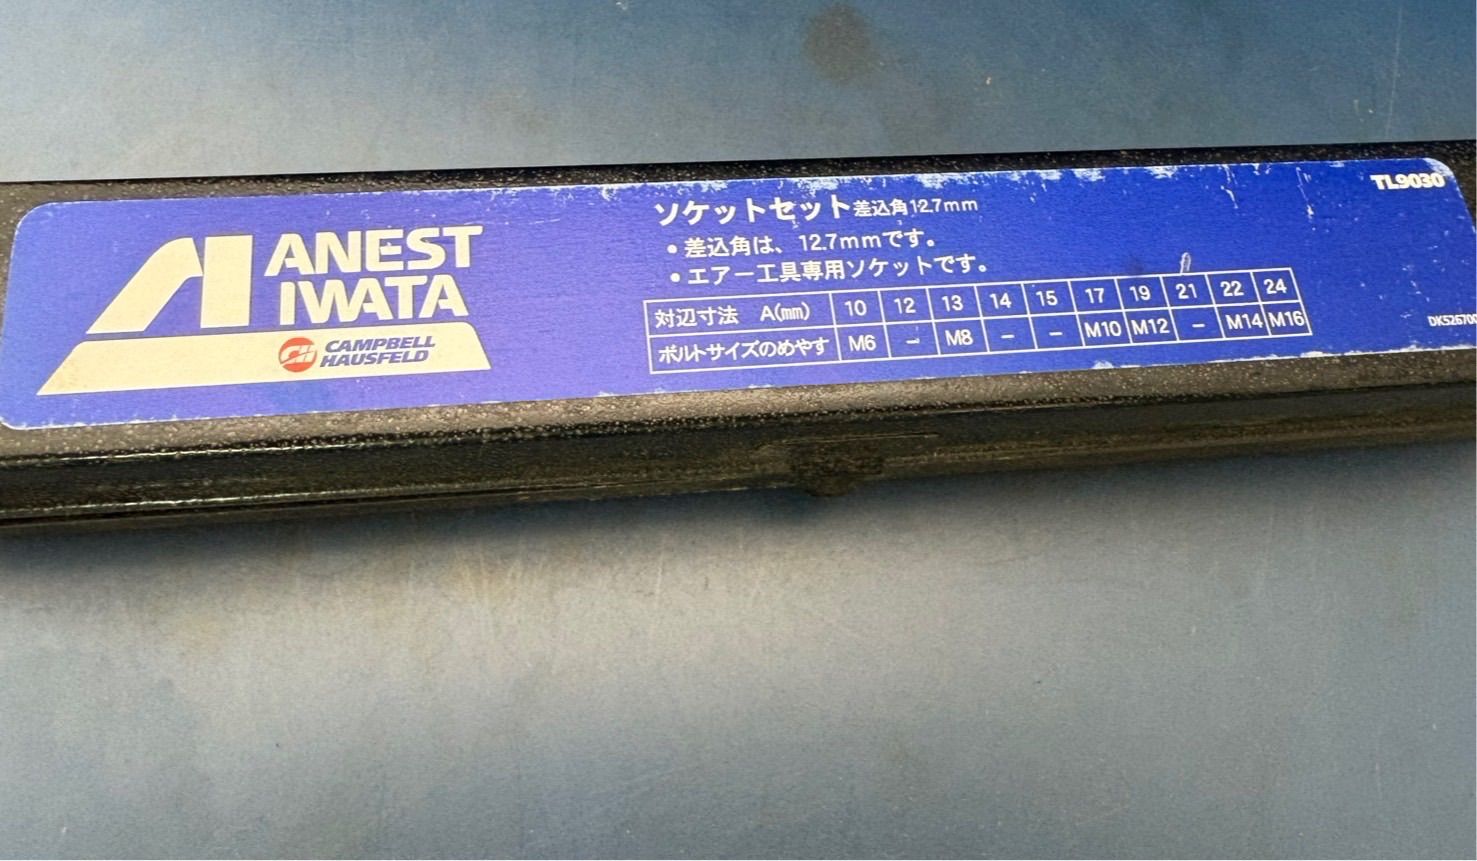 ANEST
IWATA
CAMPBELL
HAUSFELD
TL9030
ソケットセット 差込角12.7mm
• 差込角は、12.7mmです。
• エアー工具専用ソケットです。
対辺寸法 A(mm) 10 12 13 14 15 17 19 21 22 24
ボルトサイズのめやす M6 - M8 - - M10 M12 - M14 M16